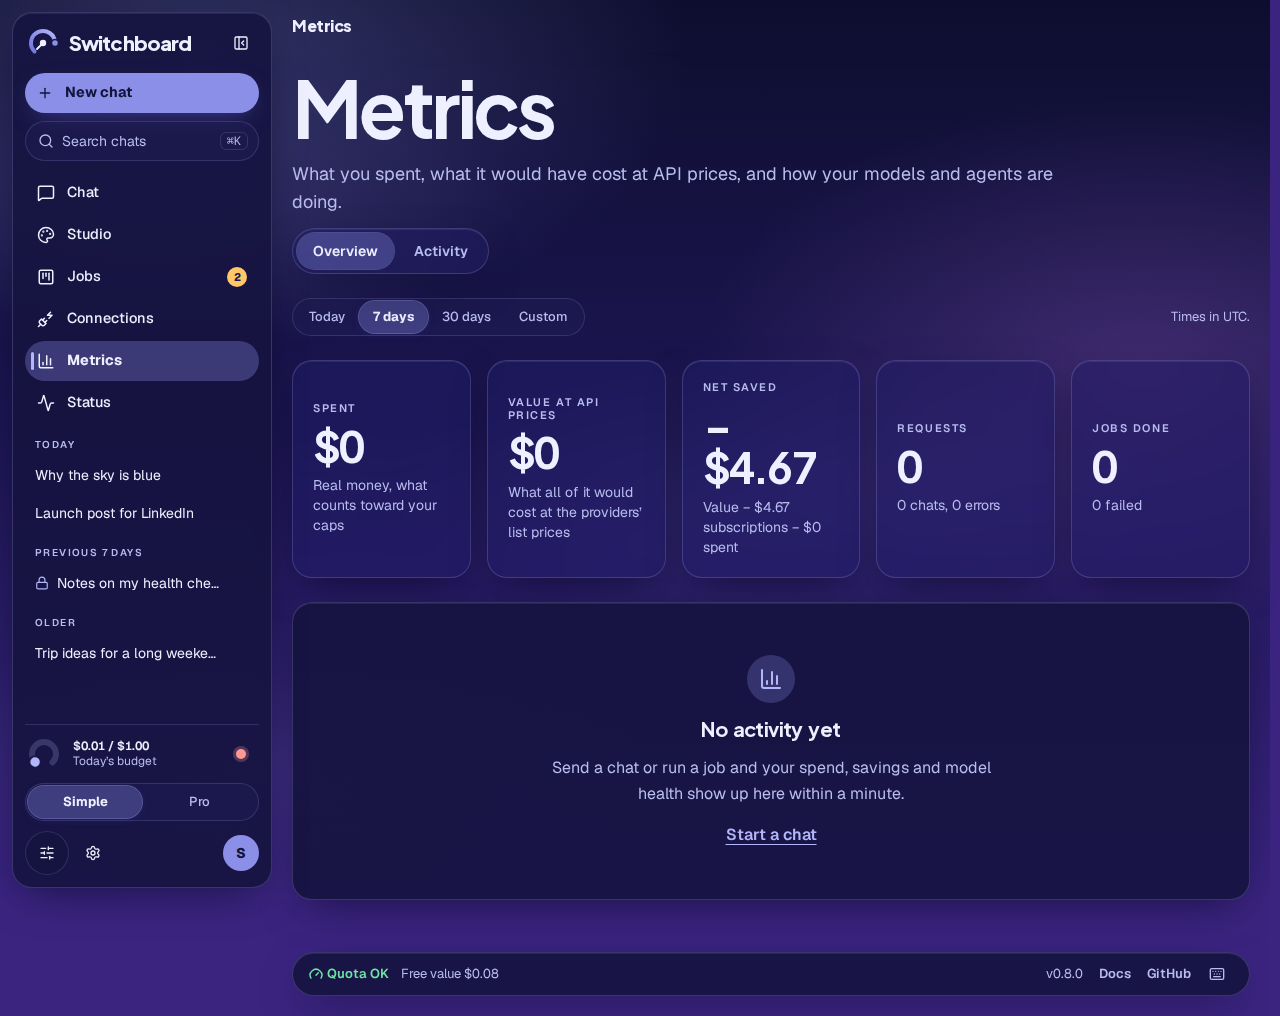 Switchboard
New chat
Search chats
⌘K
Chat
Studio
Jobs
2
Connections
Metrics
Status
TODAY
Why the sky is blue
Launch post for LinkedIn
PREVIOUS 7 DAYS
Notes on my health che...
OLDER
Trip ideas for a long weeke...
$0.01 / $1.00
Today's budget
Simple
Pro
S
Metrics
Metrics
What you spent, what it would have cost at API prices, and how your models and agents are
doing.
Overview
Activity
Today
7 days
30 days
Custom
Times in UTC.
SPENT
$0
Real money, what
counts toward your
caps
VALUE AT API
PRICES
$0
What all of it would
cost at the providers'
list prices
NET SAVED
–
$4.67
Value – $4.67
subscriptions – $0
spent
REQUESTS
0
0 chats, 0 errors
JOBS DONE
0
0 failed
No activity yet
Send a chat or run a job and your spend, savings and model
health show up here within a minute.
Start a chat
Quota OK
Free value $0.08
v0.8.0
Docs
GitHub